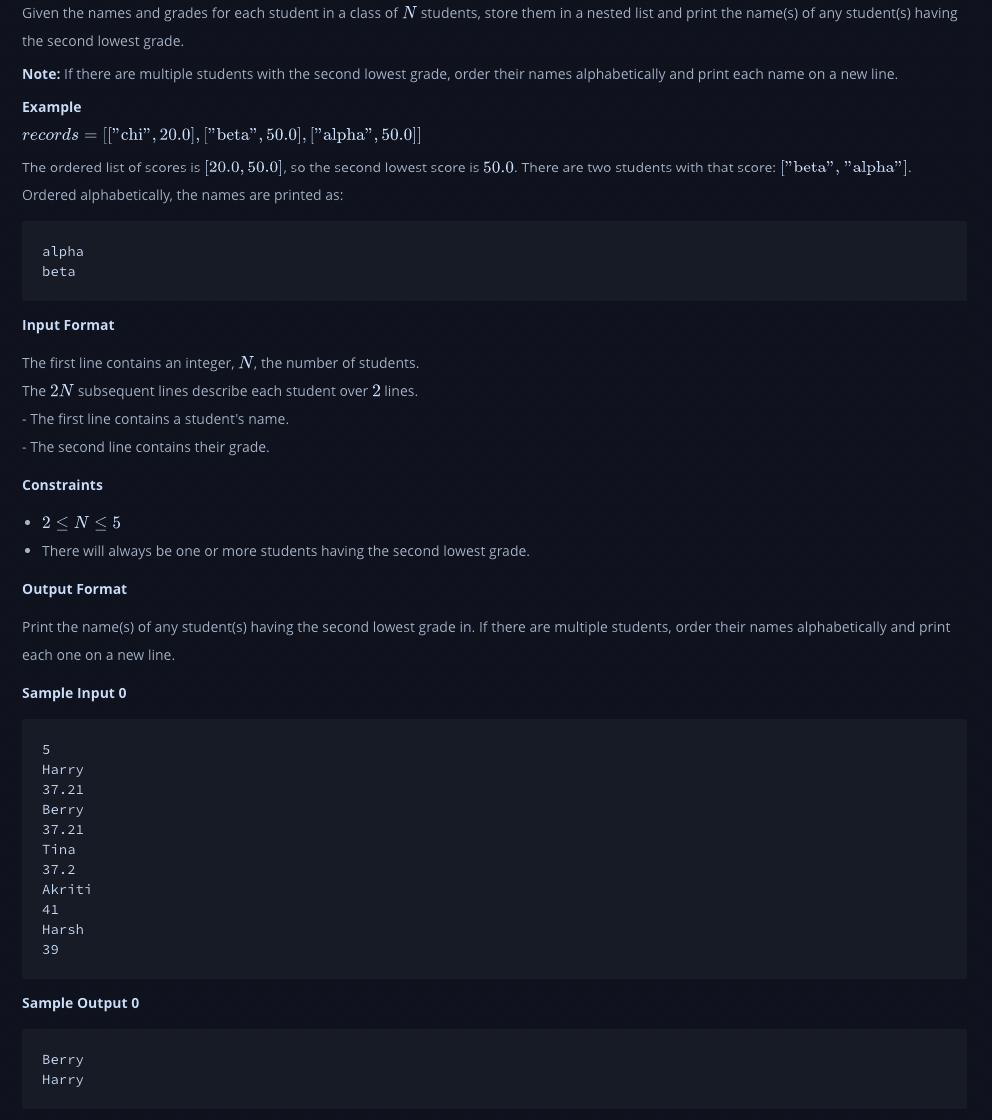 Given the names and grades for each student in a class of N students, store them in a nested list and print the name(s) of any student(s) having
the second lowest grade.
Note: If there are multiple students with the second lowest grade, order their names alphabetically and print each name on a new line.
Example
records = [["chi", 20.0], ["beta", 50.0], ["alpha", 50.0]]
The ordered list of scores is [20.0, 50.0], so the second lowest score is 50.0. There are two students with that score: ["beta", "alpha"].
Ordered alphabetically, the names are printed as:
alpha
beta
Input Format
The first line contains an integer, N, the number of students.
The 2N subsequent lines describe each student over 2 lines.
- The first line contains a student's name.
- The second line contains their grade.
Constraints
• 2 ≤ N ≤ 5
• There will always be one or more students having the second lowest grade.
Output Format
Print the name(s) of any student(s) having the second lowest grade in. If there are multiple students, order their names alphabetically and print
each one on a new line.
Sample Input 0
5
Harry
37.21
Berry
37.21
Tina
37.2
Akriti
41
Harsh
39
Sample Output 0
Berry
Harry